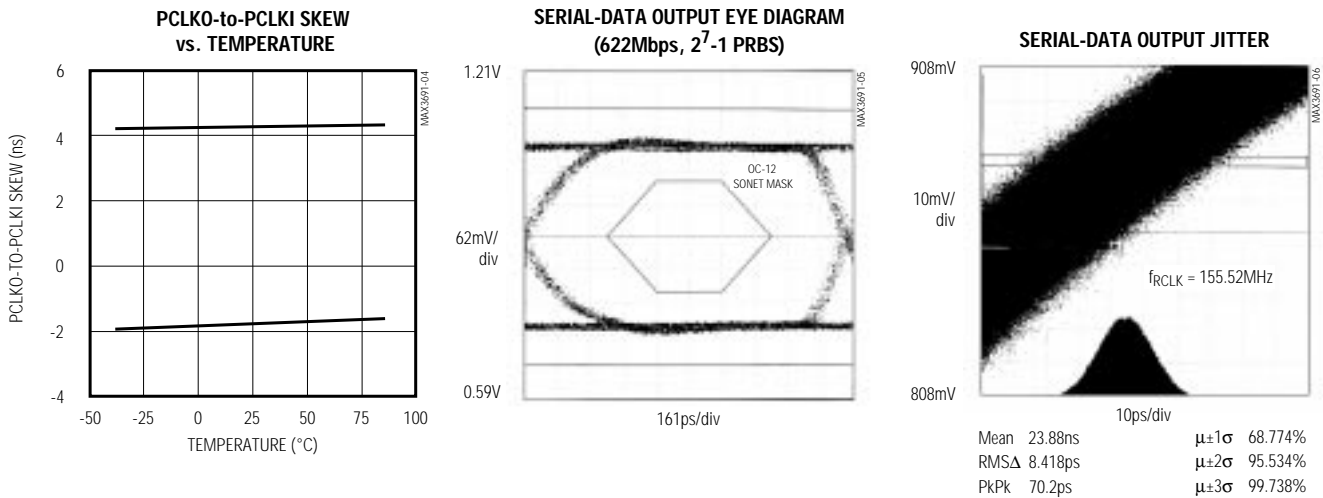 PCLKO-to-PCLKI SKEW
vs. TEMPERATURE
6
4
2
0
-2
-4
PCLKO-TO-PCLKI SKEW (ns)
-50
-25
0
25
50
75
100
TEMPERATURE (°C)
MAX3691-04
SERIAL-DATA OUTPUT EYE DIAGRAM
(622Mbps, 2⁷-1 PRBS)
1.21V
62mV/
div
0.59V
OC-12
SONET MASK
161ps/div
MAX3691-05
SERIAL-DATA OUTPUT JITTER
908mV
10mV/
div
808mV
fRCLK = 155.52MHz
10ps/div
MAX3691-06
Mean 23.88ns μ±1σ 68.774%
RMSΔ 8.418ps μ±2σ 95.534%
PkPk 70.2ps μ±3σ 99.738%